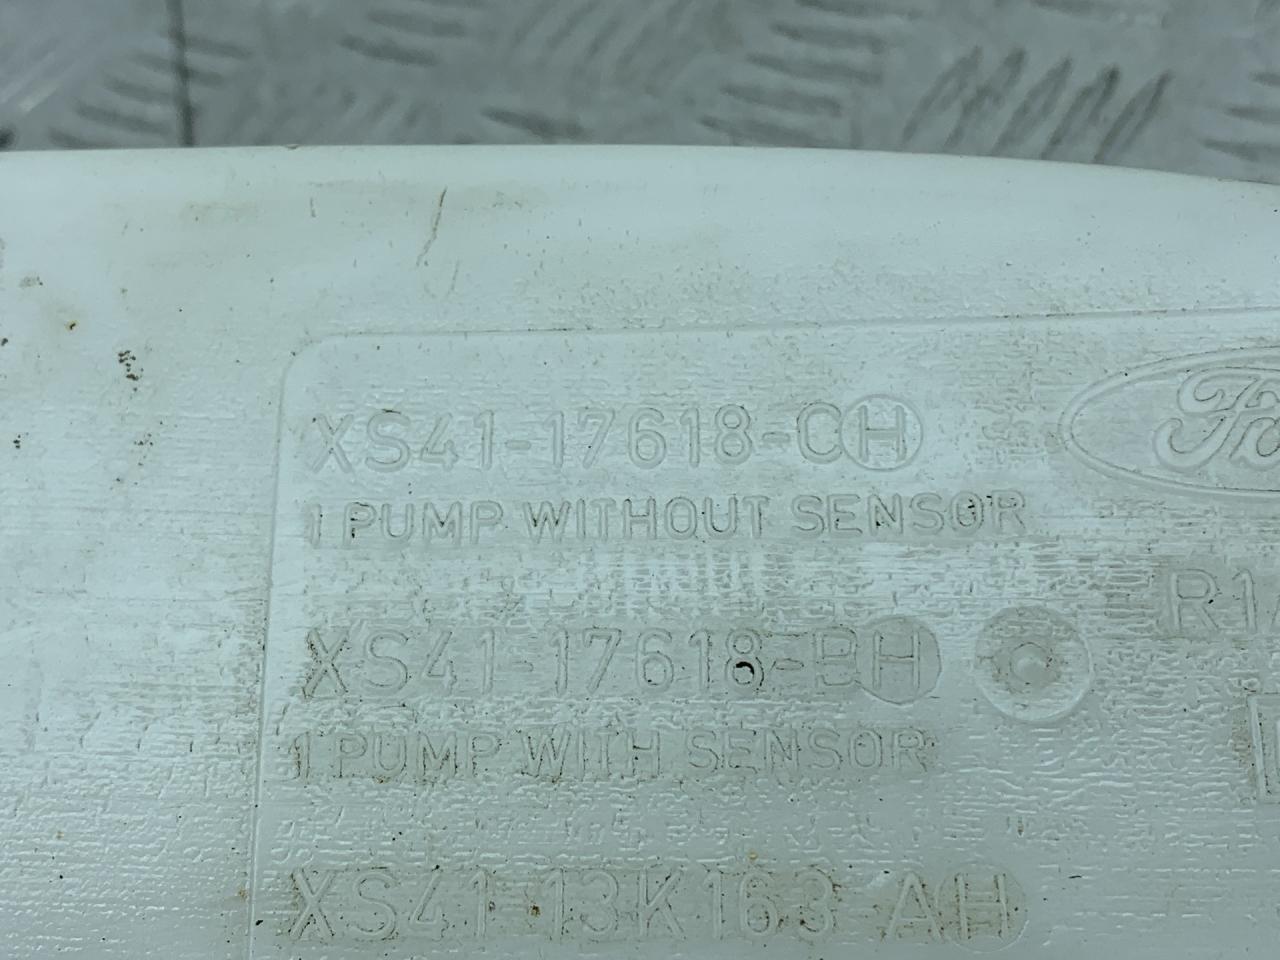 XS41-17618-CH
1 PUMP WITHOUT SENSOR
XS41-17618-BH
1 PUMP WITH SENSOR
XS41-13K163-AH